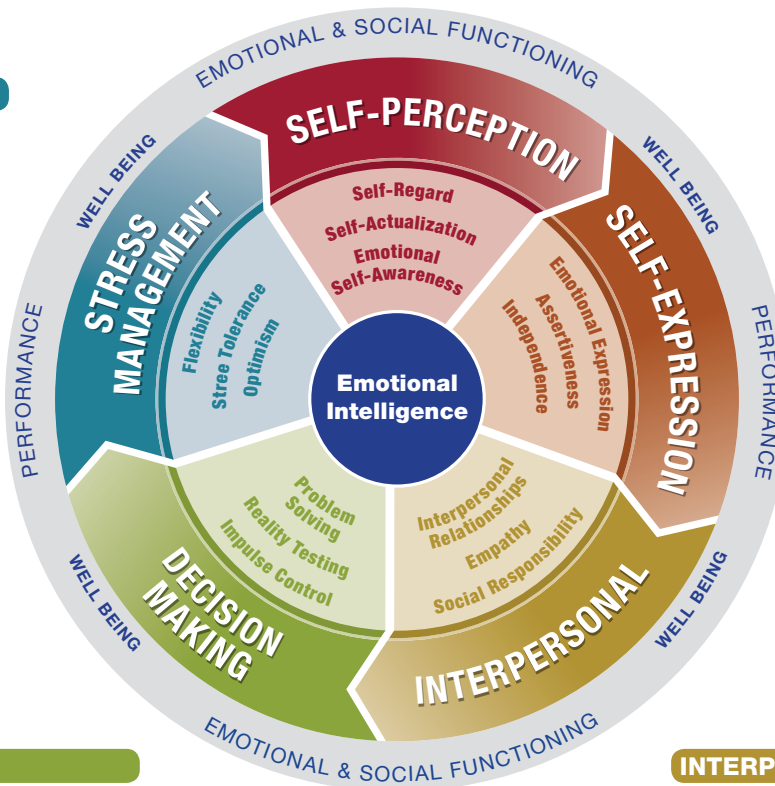 EMOTIONAL & SOCIAL FUNCTIONING
WELL BEING
WELL BEING
PERFORMANCE
PERFORMANCE
SELF-PERCEPTION
Self-Regard
Self-Actualization
Emotional
Self-Awareness
SELF-EXPRESSION
Emotional Expression
Assertiveness
Independence
STRESS
MANAGEMENT
Flexibility
Stree Tolerance
Optimism
Emotional
Intelligence
Problem
Solving
Reality Testing
Impulse Control
DECISION
MAKING
Interpersonal
Relationships
Empathy
Social Responsibility
INTERPERSONAL
WELL BEING
WELL BEING
EMOTIONAL & SOCIAL FUNCTIONING
INTERP